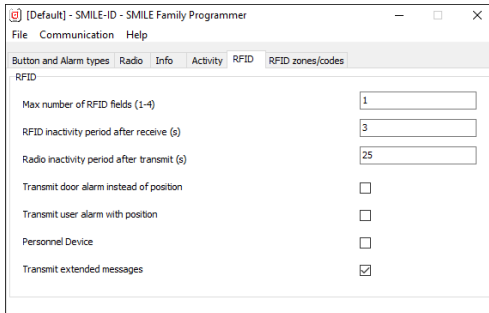 [Default] - SMILE-ID - SMILE Family Programmer
File Communication Help
Button and Alarm types Radio Info Activity RFID RFID zones/codes
RFID
Max number of RFID fields (1-4) 1
RFID inactivity period after receive (s) 3
Radio inactivity period after transmit (s) 25
Transmit door alarm instead of position
Transmit user alarm with position
Personnel Device
Transmit extended messages